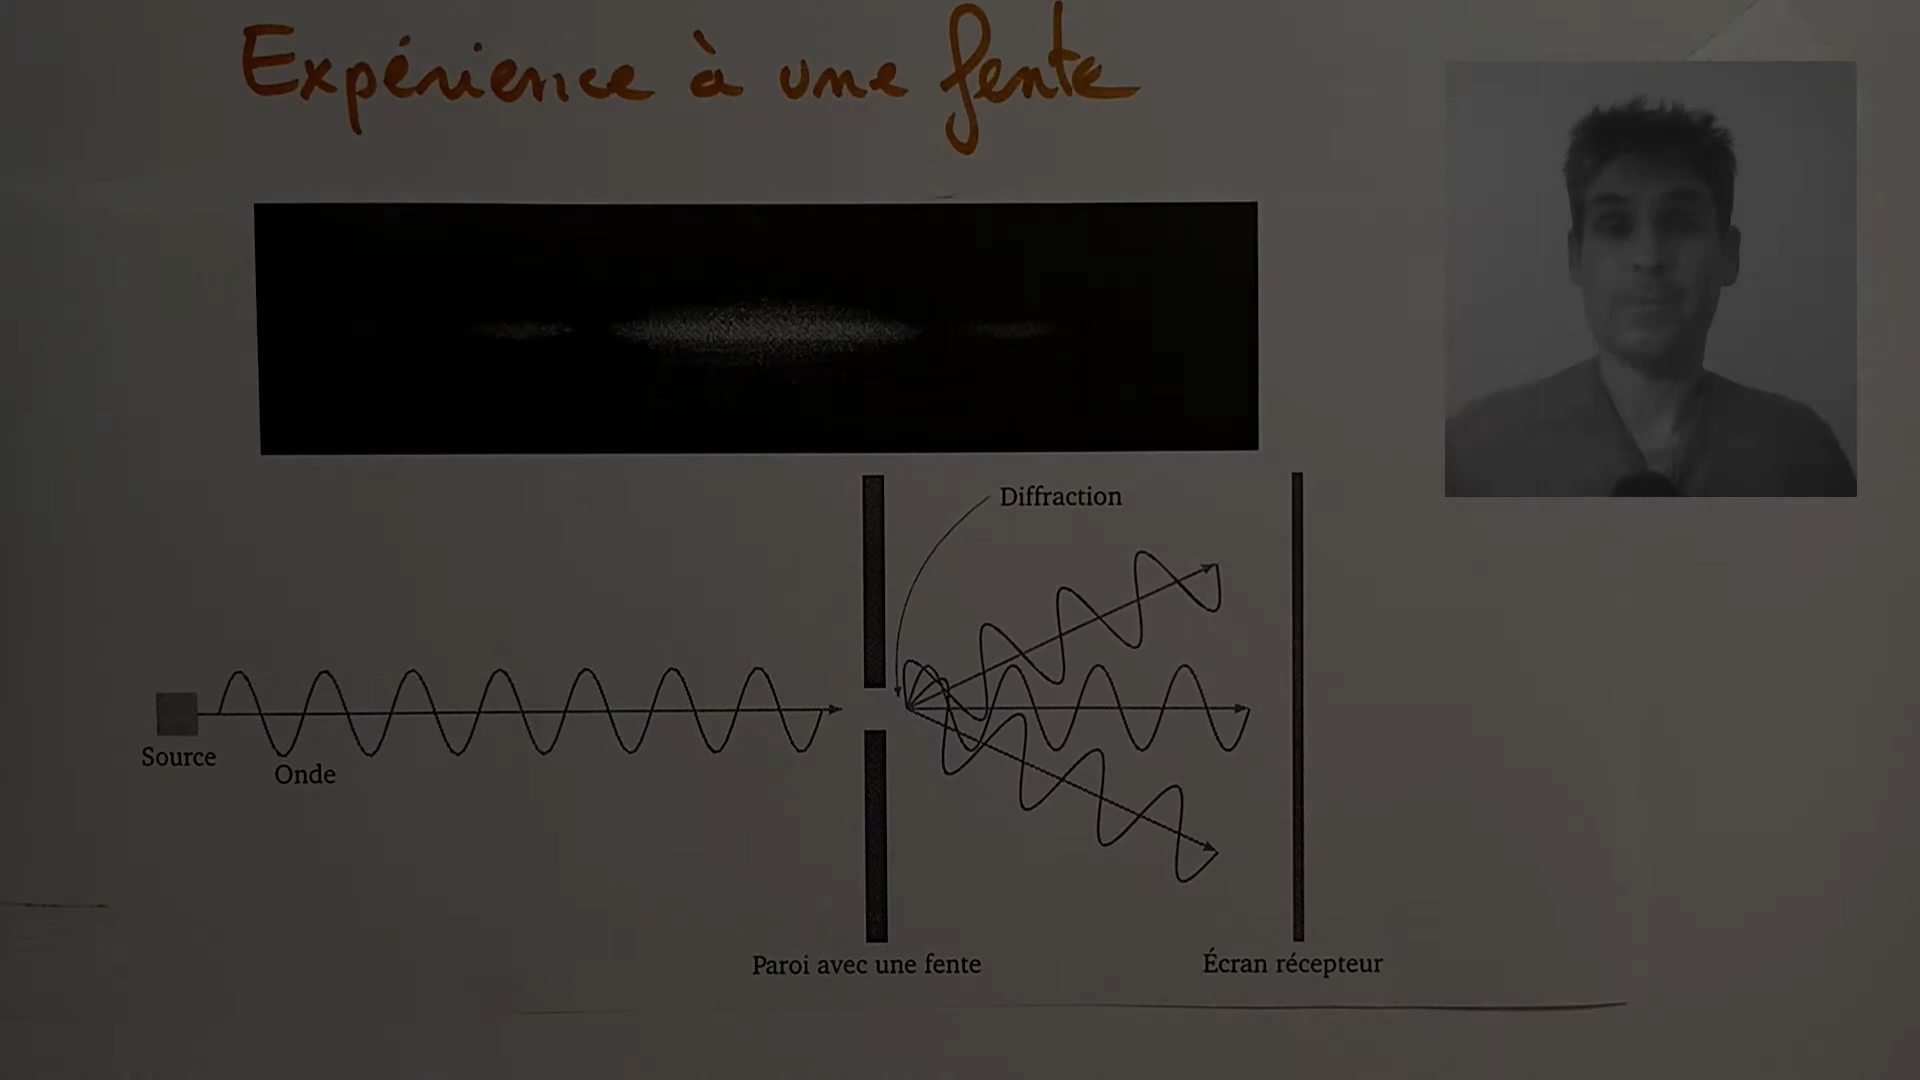 Expérience à une fente
Diffraction
Source
Onde
Paroi avec une fente
Écran récepteur